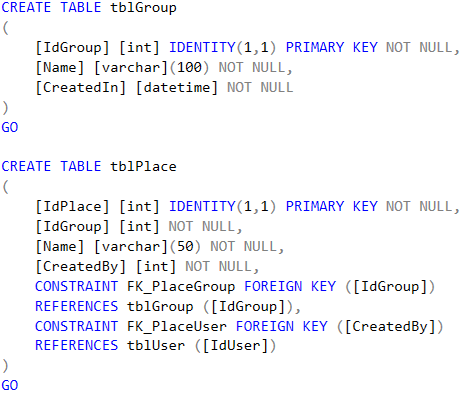 CREATE TABLE tblGroup
(
    [IdGroup] [int] IDENTITY(1,1) PRIMARY KEY NOT NULL,
    [Name] [varchar](100) NOT NULL,
    [CreatedIn] [datetime] NOT NULL
)
GO

CREATE TABLE tblPlace
(
    [IdPlace] [int] IDENTITY(1,1) PRIMARY KEY NOT NULL,
    [IdGroup] [int] NOT NULL,
    [Name] [varchar](50) NOT NULL,
    [CreatedBy] [int] NOT NULL,
    CONSTRAINT FK_PlaceGroup FOREIGN KEY ([IdGroup])
    REFERENCES tblGroup ([IdGroup]),
    CONSTRAINT FK_PlaceUser FOREIGN KEY ([CreatedBy])
    REFERENCES tblUser ([IdUser])
)
GO